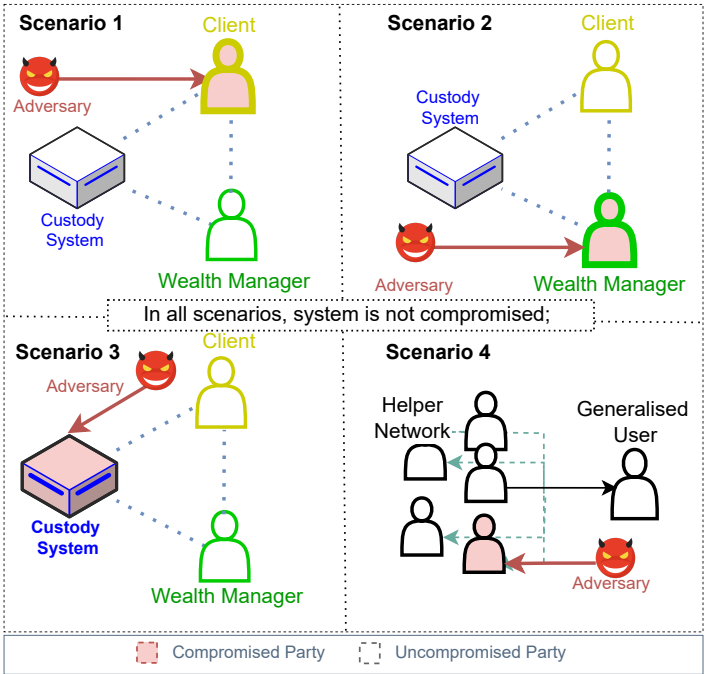 Scenario 1
Client
Adversary
Custody
System
Wealth Manager
Scenario 2
Client
Custody
System
Adversary
Wealth Manager
In all scenarios, system is not compromised;
Scenario 3
Client
Adversary
Custody
System
Wealth Manager
Scenario 4
Helper
Network
Generalised
User
Adversary
Compromised Party
Uncompromised Party